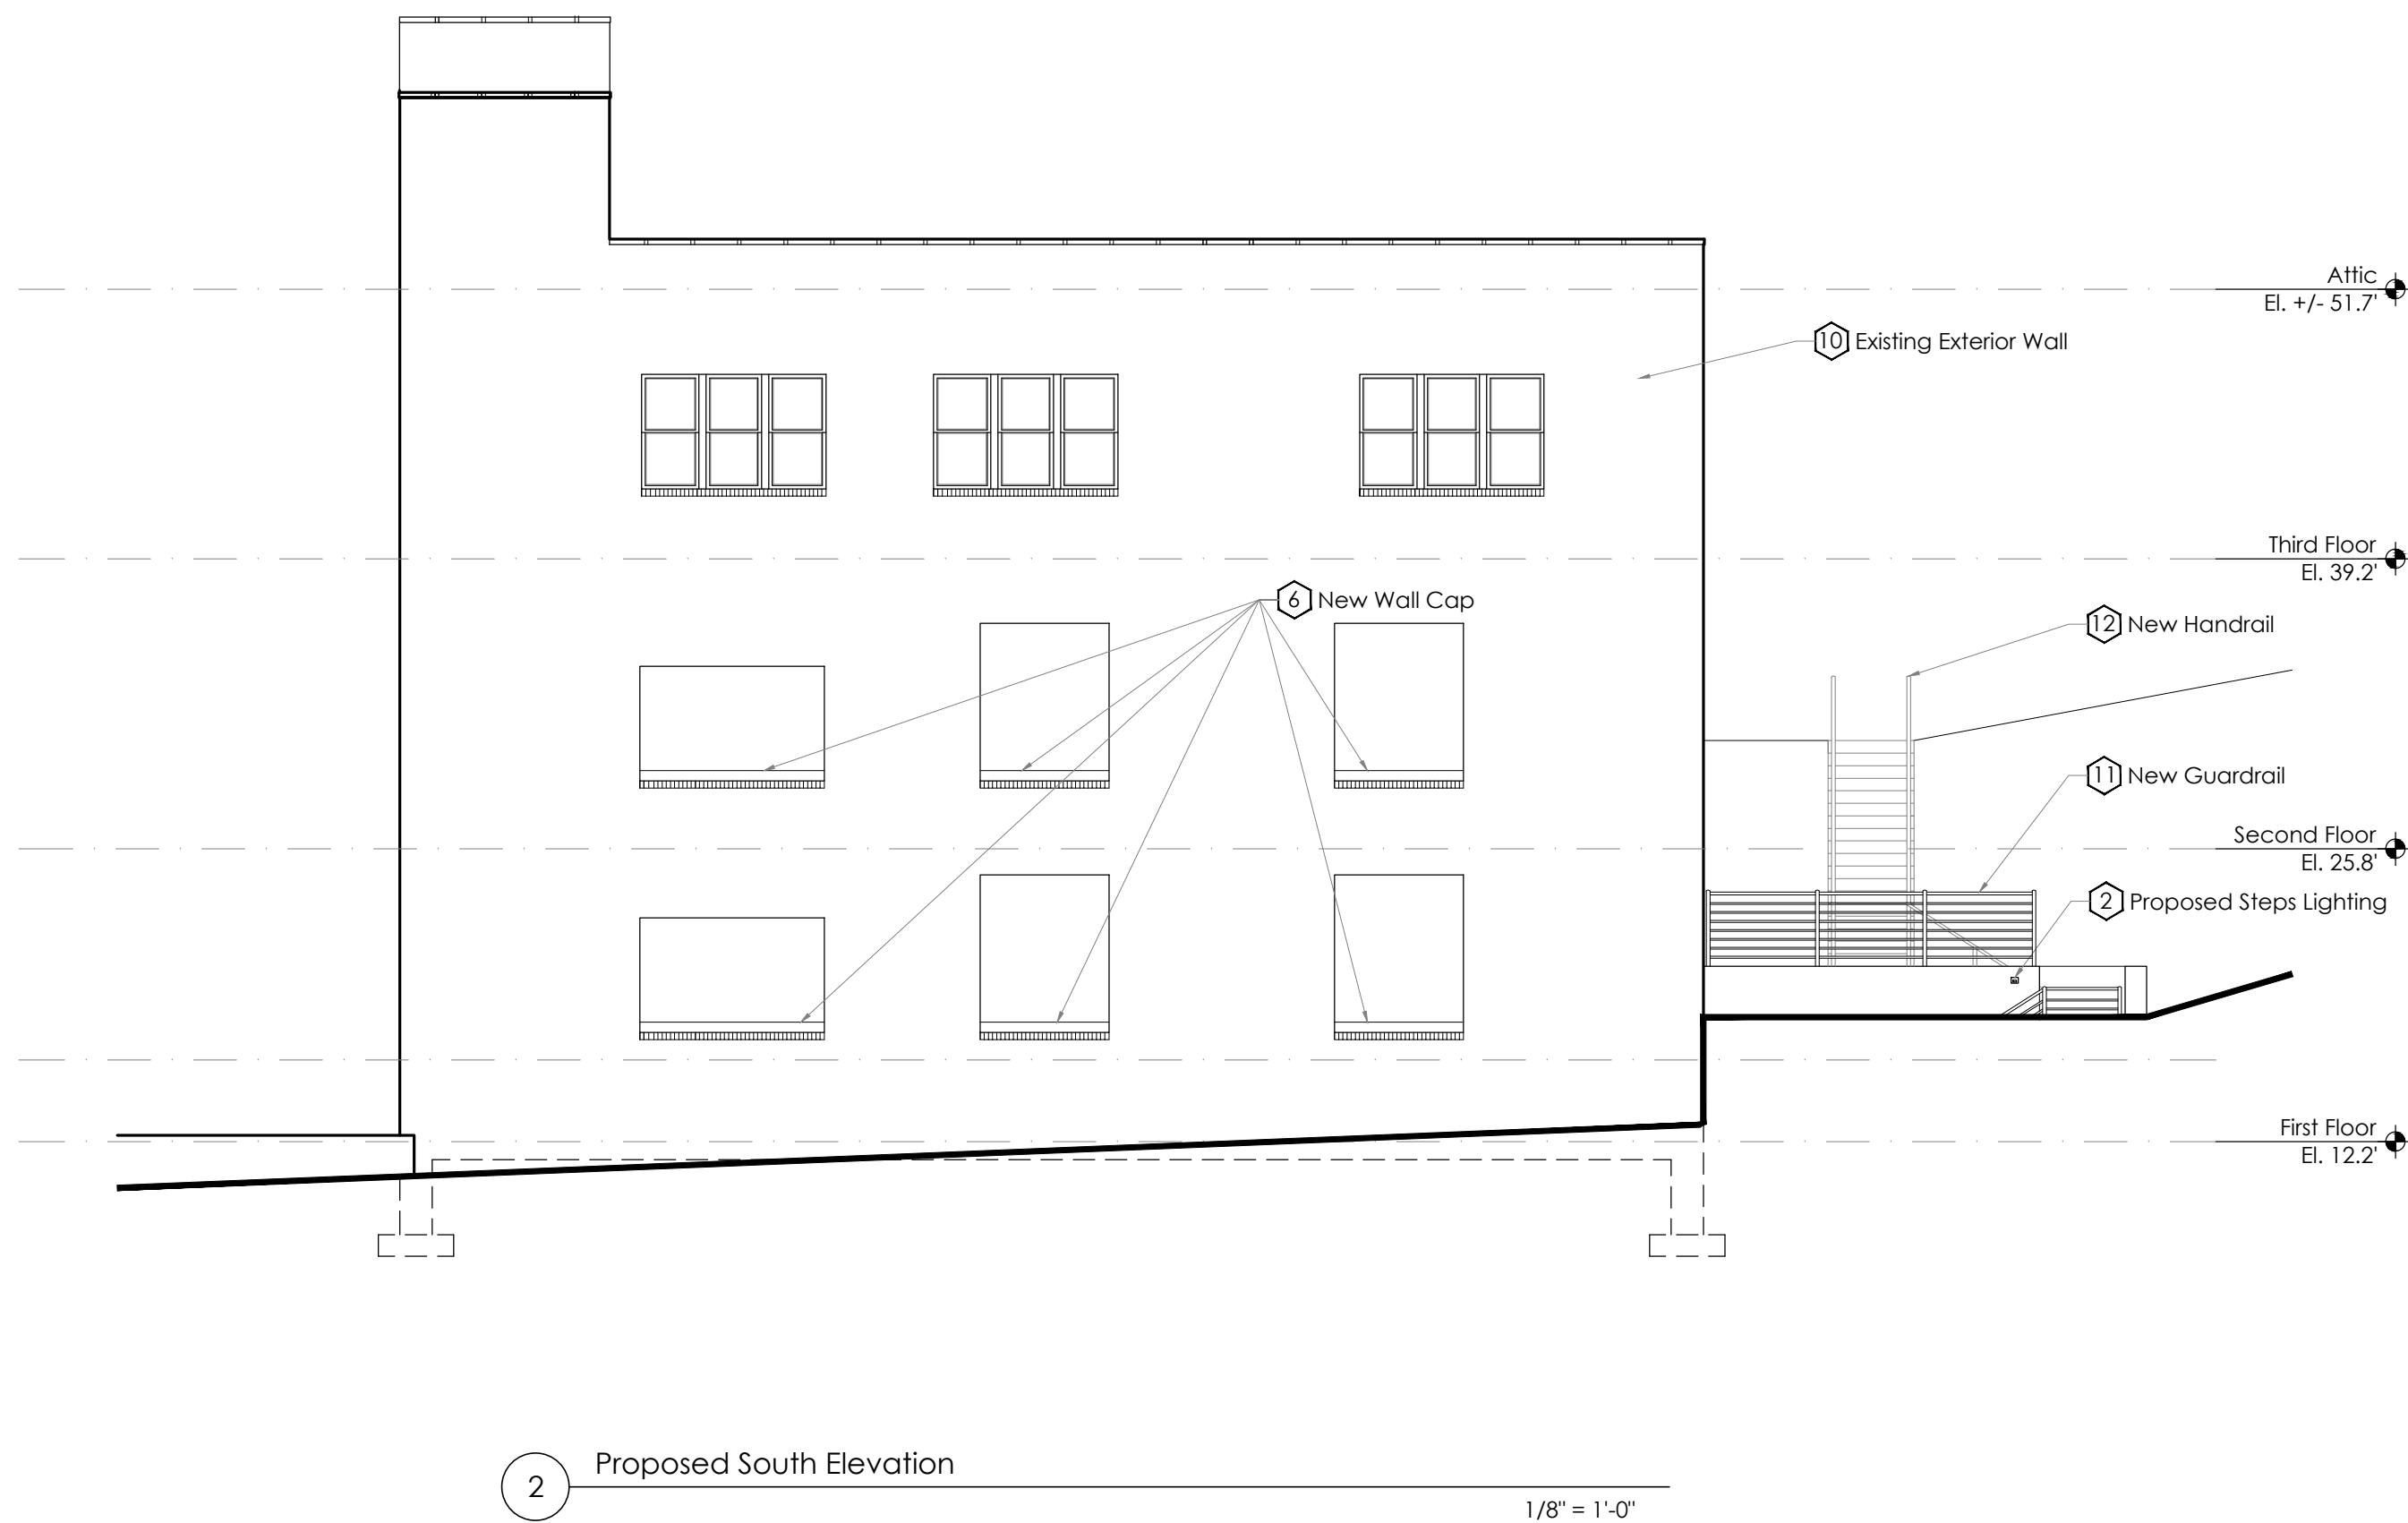 Attic
El. +/- 51.7'
10 Existing Exterior Wall
Third Floor
El. 39.2'
6 New Wall Cap
12 New Handrail
11 New Guardrail
Second Floor
El. 25.8'
2 Proposed Steps Lighting
First Floor
El. 12.2'
2 Proposed South Elevation
1/8" = 1'-0"